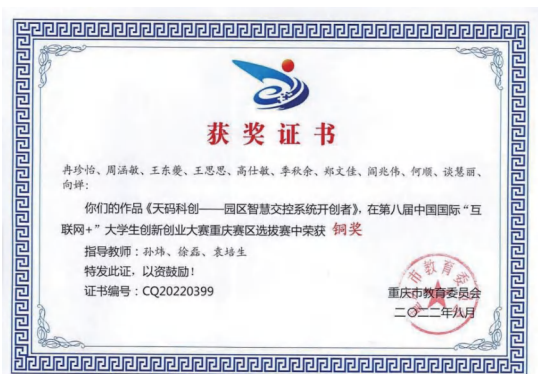 获奖证书
冉珍怡、周涵敏、王东夔、王思思、高仕敏、季秋余、郑文佳、阎兆伟、何顺、谈慧丽、
向婵:
你们的作品《天码科创——园区智慧交控系统开创者》,在第八届中国国际“互
联网+”大学生创新创业大赛重庆赛区选拔赛中荣获 铜奖
指导教师:孙炜、徐磊、袁培生
特发此证,以资鼓励!
证书编号:CQ20220399
重庆市教育委员会
二〇二二年八月